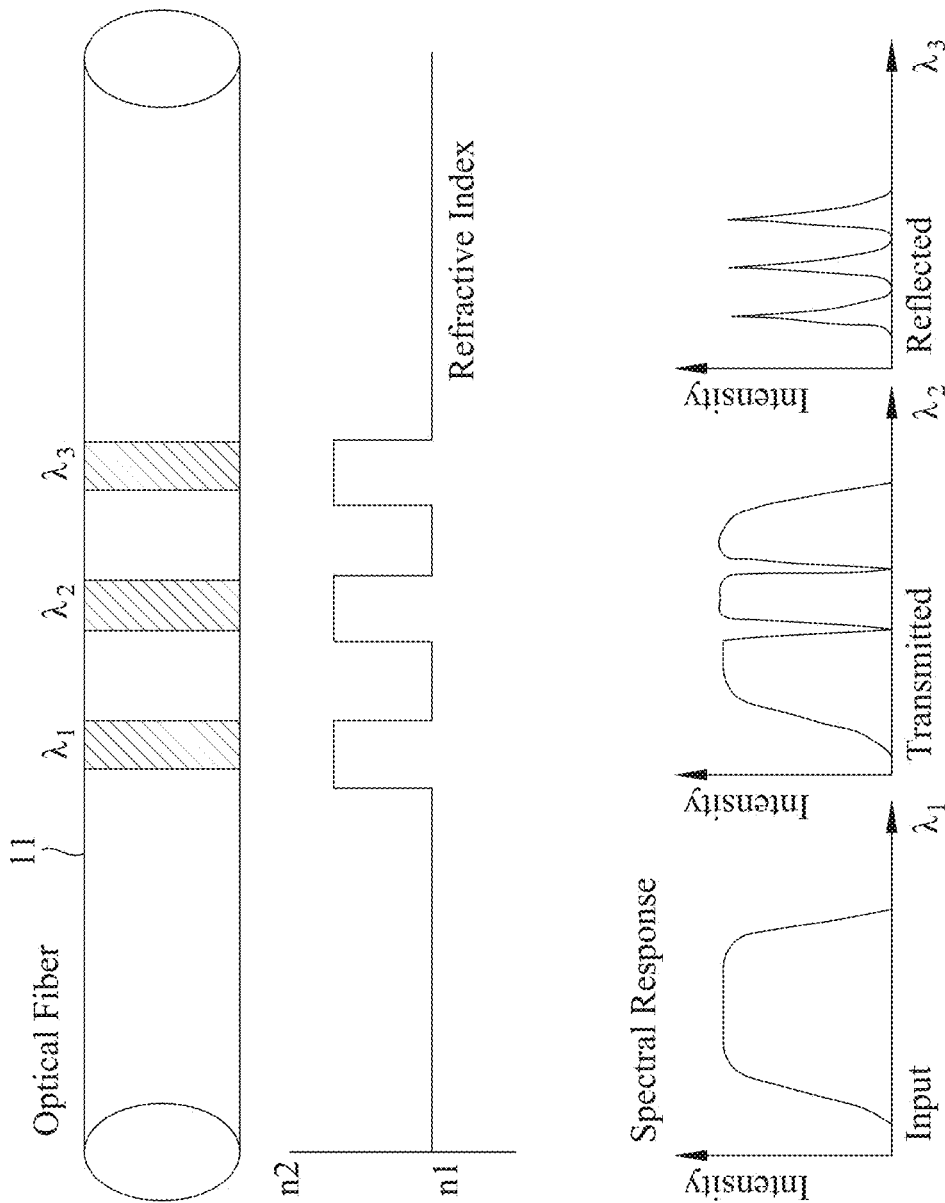 Optical Fiber
11
λ1
λ2
λ3
n2
n1
Refractive Index
Spectral Response
Intensity
Input
λ1
Intensity
Transmitted
λ2
Intensity
Reflected
λ3